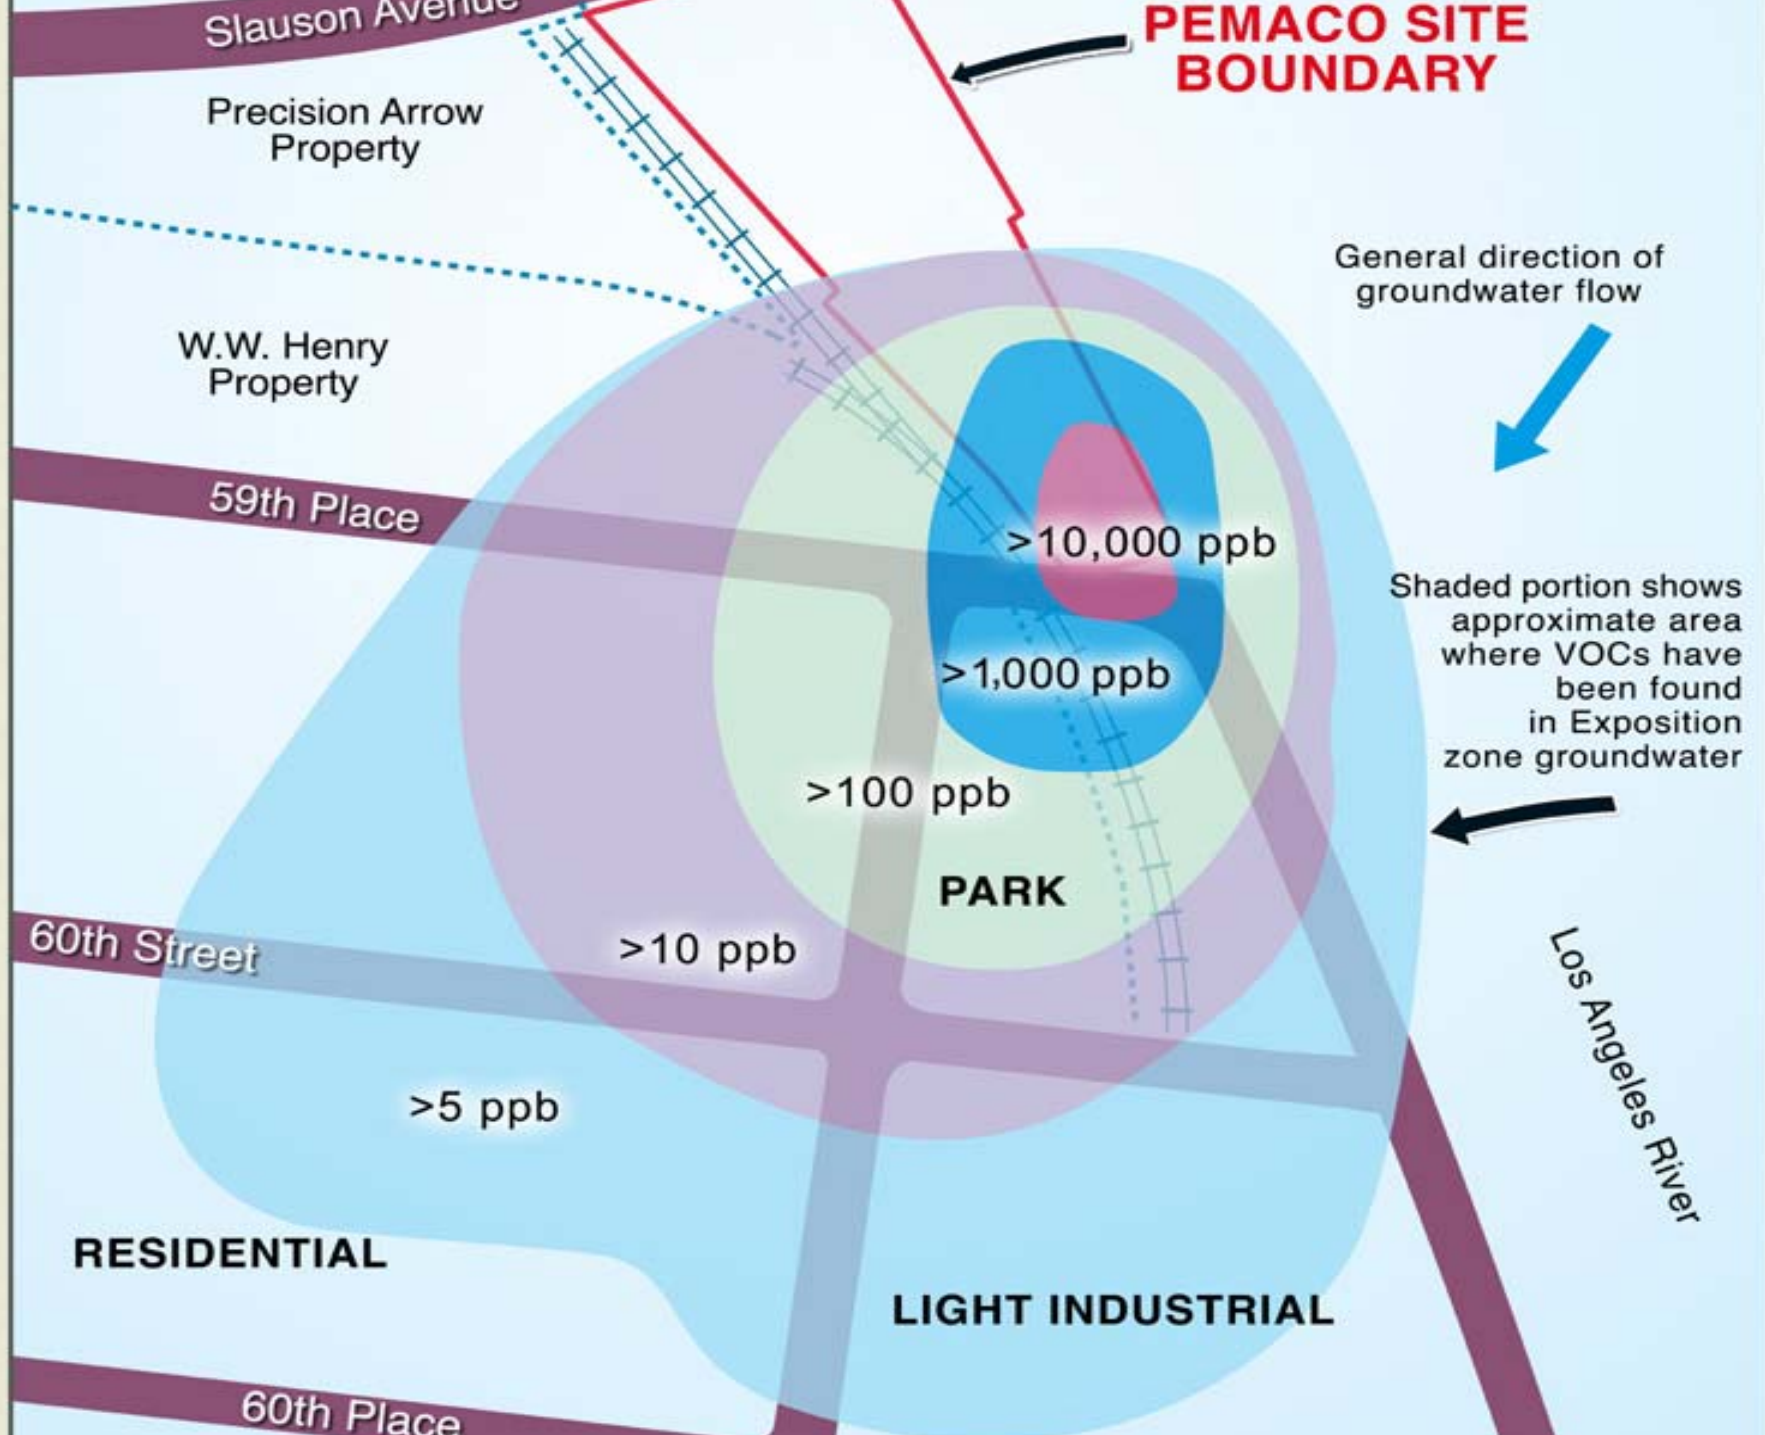 Slauson Avenue
PEMACO SITE
BOUNDARY
Precision Arrow
Property
General direction of
groundwater flow
W.W. Henry
Property
59th Place
>10,000 ppb
Shaded portion shows
approximate area
where VOCs have
been found
in Exposition
zone groundwater
>1,000 ppb
>100 ppb
PARK
60th Street
>10 ppb
Los Angeles River
>5 ppb
RESIDENTIAL
LIGHT INDUSTRIAL
60th Place